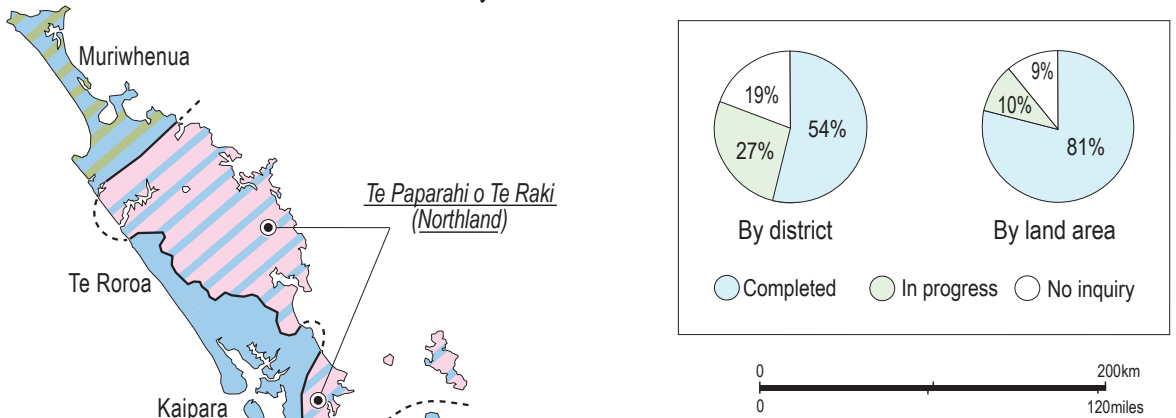 Muriwhenua
Te Paparahi o Te Raki
(Northland)
Te Roroa
Kaipara
19%
54%
27%
By district
9%
10%
81%
By land area
Completed
In progress
No inquiry
0
200km
0
120miles